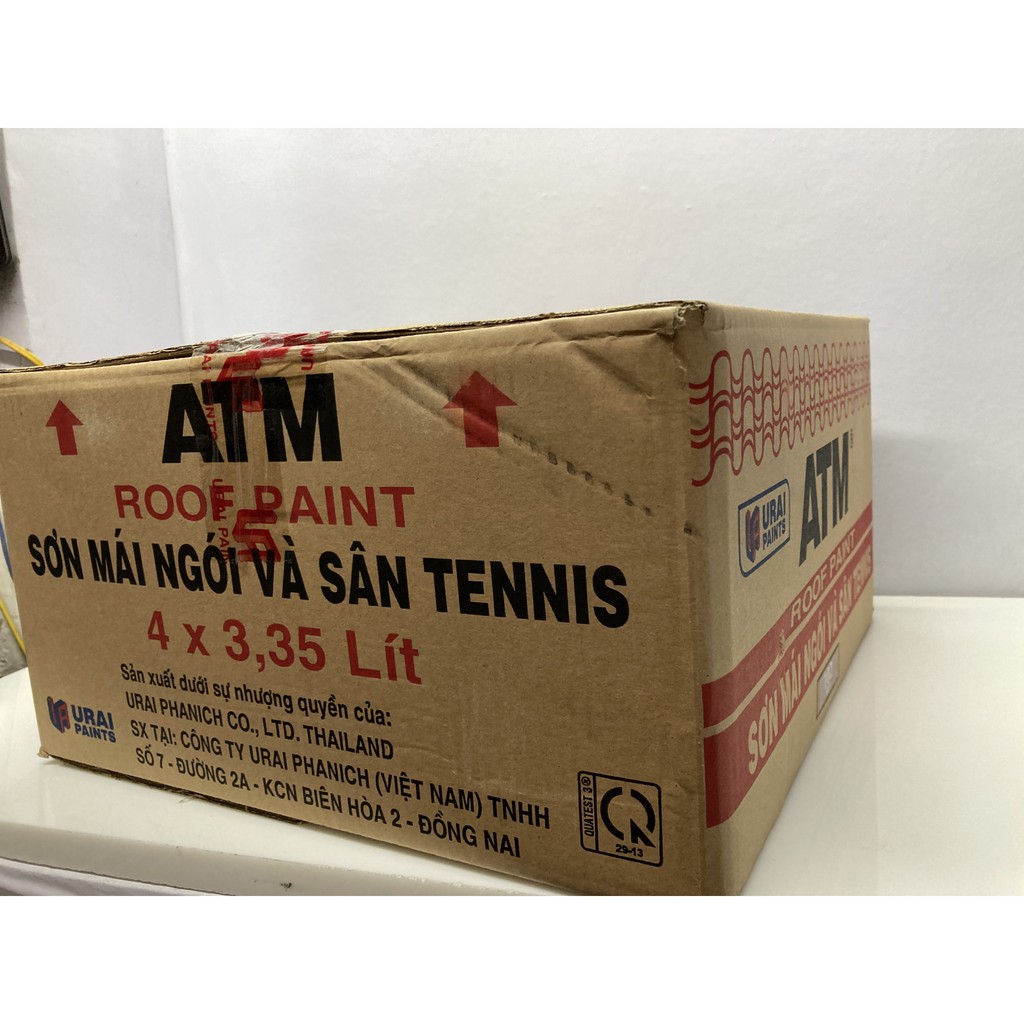 ATM
ROOF PAINT
SƠN MÁI NGÓI VÀ SÂN TENNIS
4 x 3,35 Lít
Sản xuất dưới sự nhượng quyền của:
URAI PHANICH CO., LTD. THAILAND
SX TẠI: CÔNG TY URAI PHANICH (VIỆT NAM) TNHH
SỐ 7 - ĐƯỜNG 2A - KCN BIÊN HÒA 2 - ĐỒNG NAI
URAI
PAINTS
QUATEST 3®
29-13
URAI
PAINTS
ATM
ROOF PAINT
SƠN MÁI NGÓI VÀ SÂN TENNIS